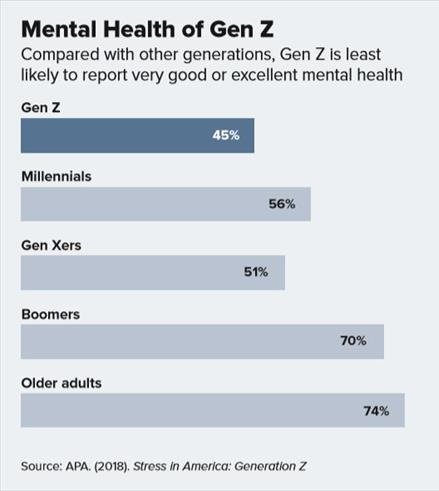 Mental Health of Gen Z
Compared with other generations, Gen Z is least
likely to report very good or excellent mental health
Gen Z
45%
Millennials
56%
Gen Xers
51%
Boomers
70%
Older adults
74%
Source: APA. (2018). Stress in America: Generation Z